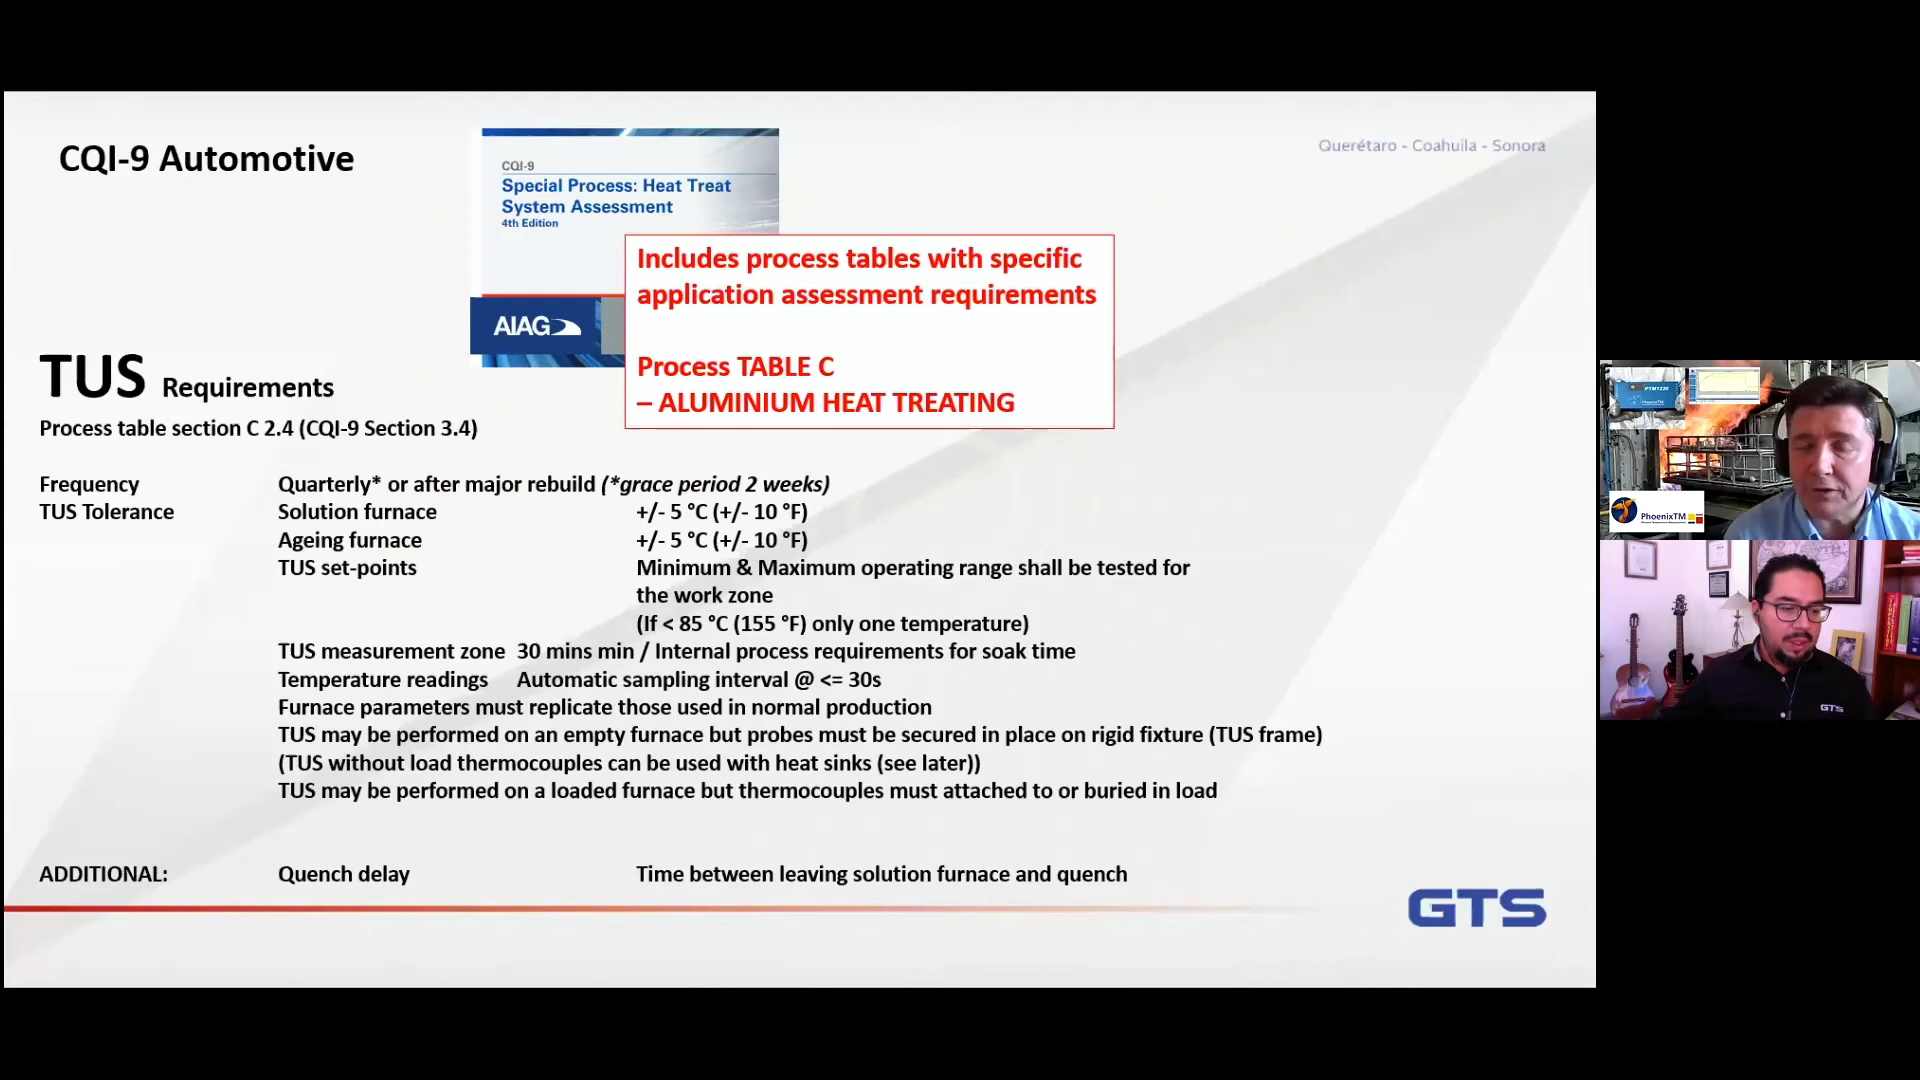 CQI-9 Automotive
Querétaro - Coahuila - Sonora
CQI-9
Special Process: Heat Treat
System Assessment
4th Edition
AIAG
Includes process tables with specific
application assessment requirements
Process TABLE C
– ALUMINIUM HEAT TREATING
TUS Requirements
Process table section C 2.4 (CQI-9 Section 3.4)
Frequency Quarterly* or after major rebuild (*grace period 2 weeks)
TUS Tolerance Solution furnace +/- 5 °C (+/- 10 °F)
Ageing furnace +/- 5 °C (+/- 10 °F)
TUS set-points Minimum & Maximum operating range shall be tested for
the work zone
(If < 85 °C (155 °F) only one temperature)
TUS measurement zone 30 mins min / Internal process requirements for soak time
Temperature readings Automatic sampling interval @ <= 30s
Furnace parameters must replicate those used in normal production
TUS may be performed on an empty furnace but probes must be secured in place on rigid fixture (TUS frame)
(TUS without load thermocouples can be used with heat sinks (see later))
TUS may be performed on a loaded furnace but thermocouples must attached to or buried in load
ADDITIONAL: Quench delay Time between leaving solution furnace and quench
GTS
PhoenixTM
GTS